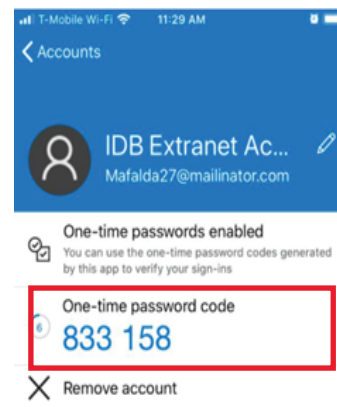 T-Mobile Wi-Fi 11:29 AM
Accounts
IDB Extranet Ac...
Mafalda27@mailinator.com
One-time passwords enabled
You can use the one-time password codes generated
by this app to verify your sign-ins
One-time password code
6
833 158
Remove account